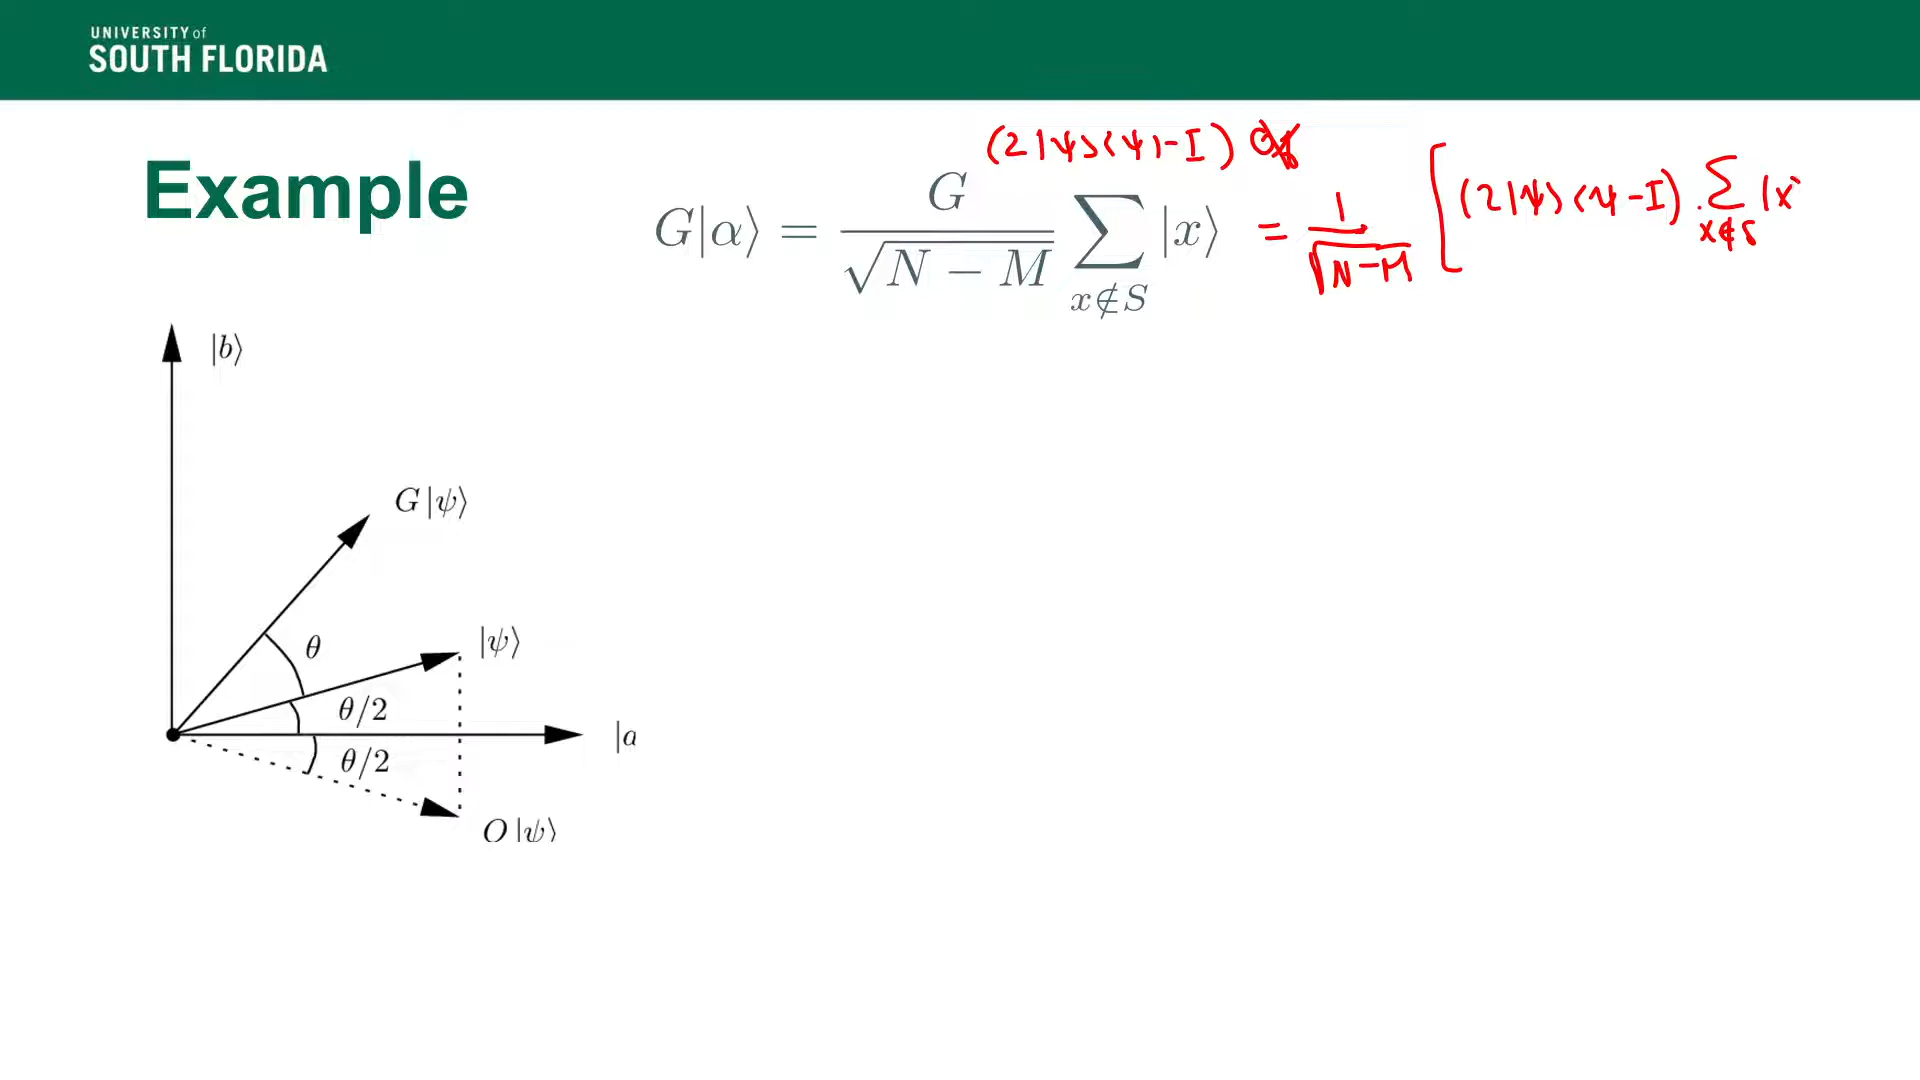 UNIVERSITY of
SOUTH FLORIDA
Example
(2|ψ⟩⟨ψ|-I)
G|α⟩ = G/√(N − M) ∑_{x∉S} |x⟩ = 1/√(N-M) [(2|ψ⟩⟨ψ-I) . ∑_{x∉S} |x⟩
|b⟩
G|ψ⟩
θ
|ψ⟩
θ/2
|a
θ/2
O|ψ⟩